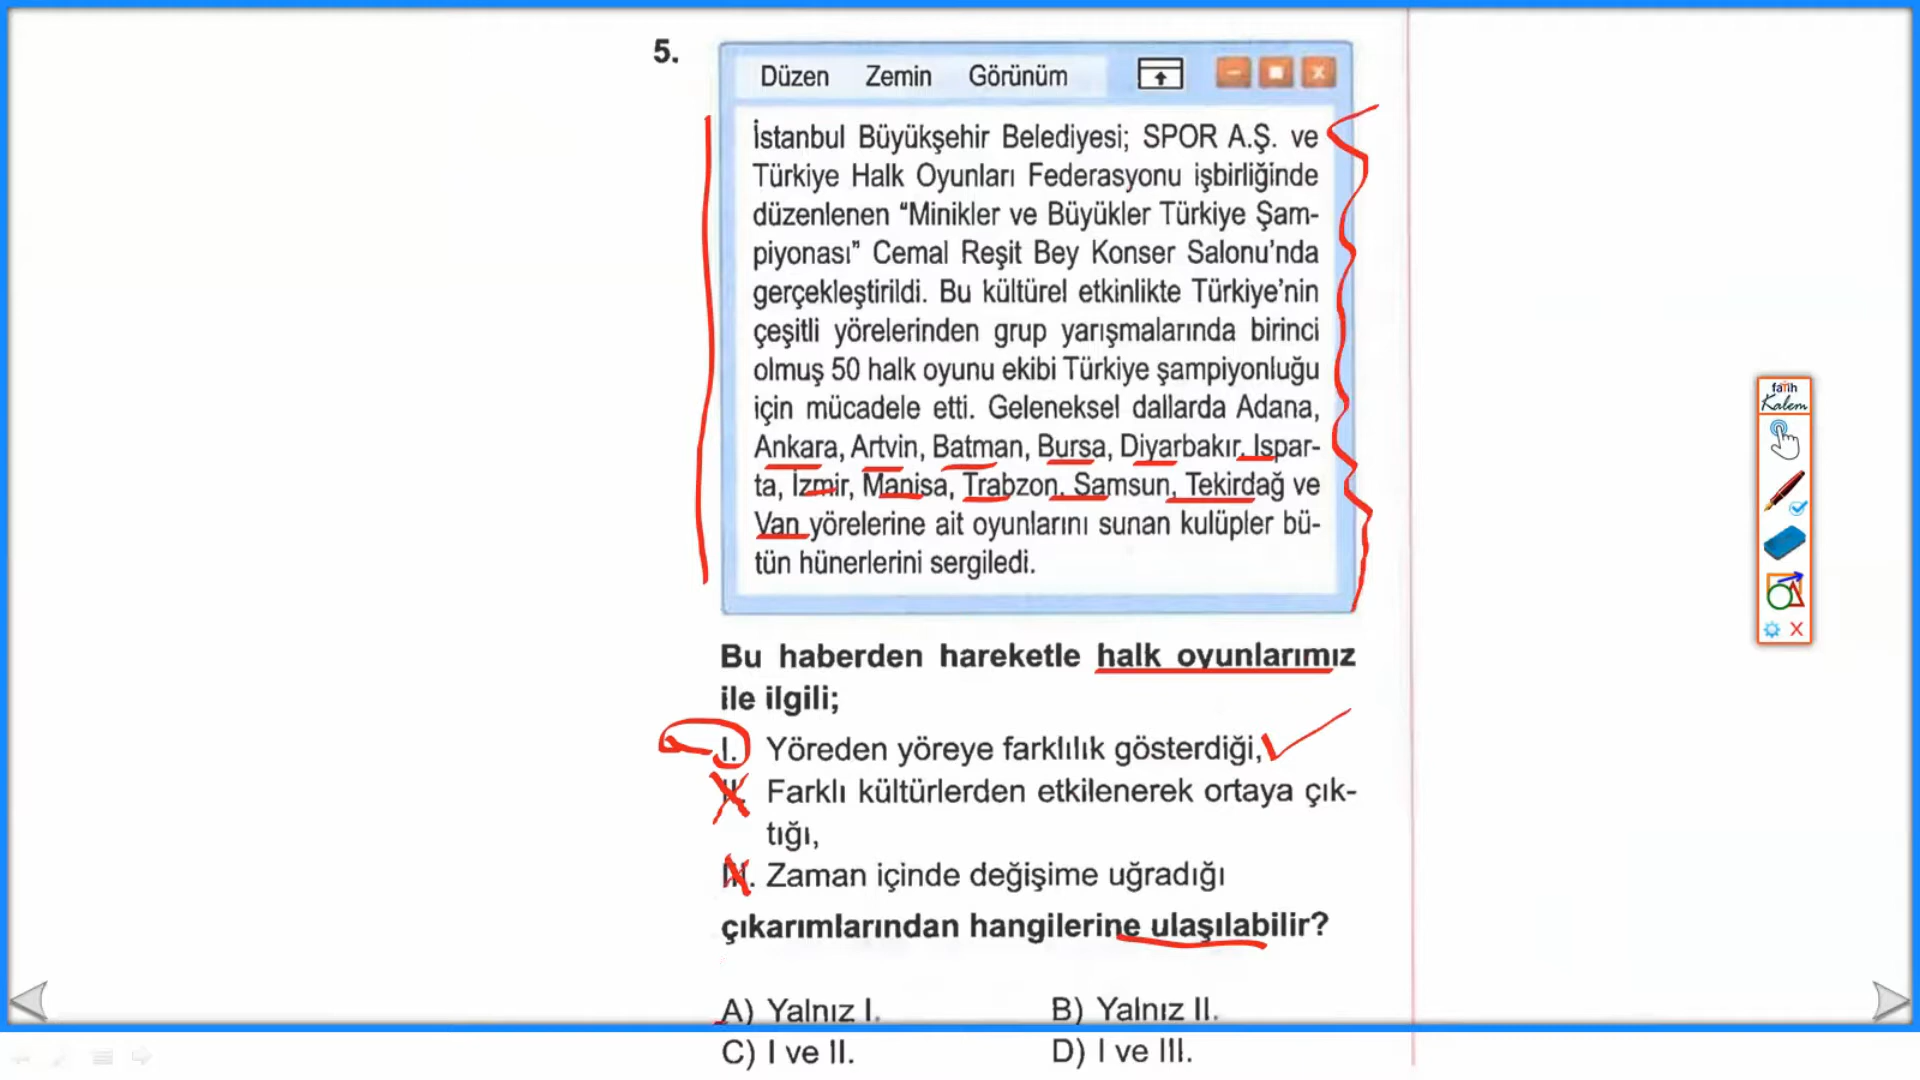 5.
Düzen Zemin Görünüm
İstanbul Büyükşehir Belediyesi; SPOR A.Ş. ve
Türkiye Halk Oyunları Federasyonu işbirliğinde
düzenlenen “Minikler ve Büyükler Türkiye Şam-
piyonası” Cemal Reşit Bey Konser Salonu’nda
gerçekleştirildi. Bu kültürel etkinlikte Türkiye’nin
çeşitli yörelerinden grup yarışmalarında birinci
olmuş 50 halk oyunu ekibi Türkiye şampiyonluğu
için mücadele etti. Geleneksel dallarda Adana,
Ankara, Artvin, Batman, Bursa, Diyarbakır, Ispar-
ta, İzmir, Manisa, Trabzon, Samsun, Tekirdağ ve
Van yörelerine ait oyunlarını sunan kulüpler bü-
tün hünerlerini sergiledi.
Bu haberden hareketle halk oyunlarımız
ile ilgili;
I. Yöreden yöreye farklılık gösterdiği,
II. Farklı kültürlerden etkilenerek ortaya çık-
tığı,
III. Zaman içinde değişime uğradığı
çıkarımlarından hangilerine ulaşılabilir?
A) Yalnız I. B) Yalnız II.
C) I ve II. D) I ve III.
fatih
Kalem